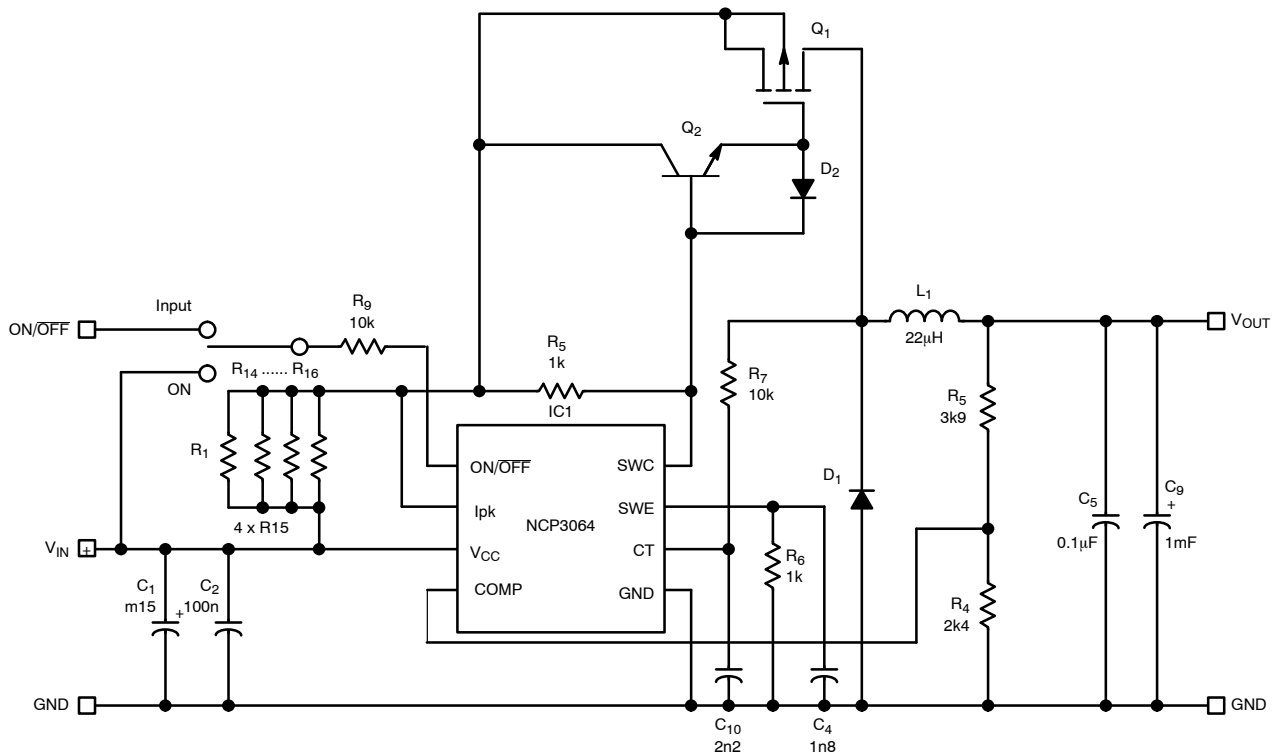 Q1
Q2
D2
Input
ON/OFF
R9
10k
L1
22μH
VOUT
R14 ...... R16
ON
R5
1k
IC1
R7
10k
R5
3k9
R1
ON/OFF
SWC
D1
Ipk
SWE
NCP3064
C5
0.1μF
C9
+
1mF
4 x R15
VIN
+
VCC
CT
R6
1k
COMP
GND
C1
m15
+
C2
100n
R4
2k4
GND
GND
C10
2n2
C4
1n8